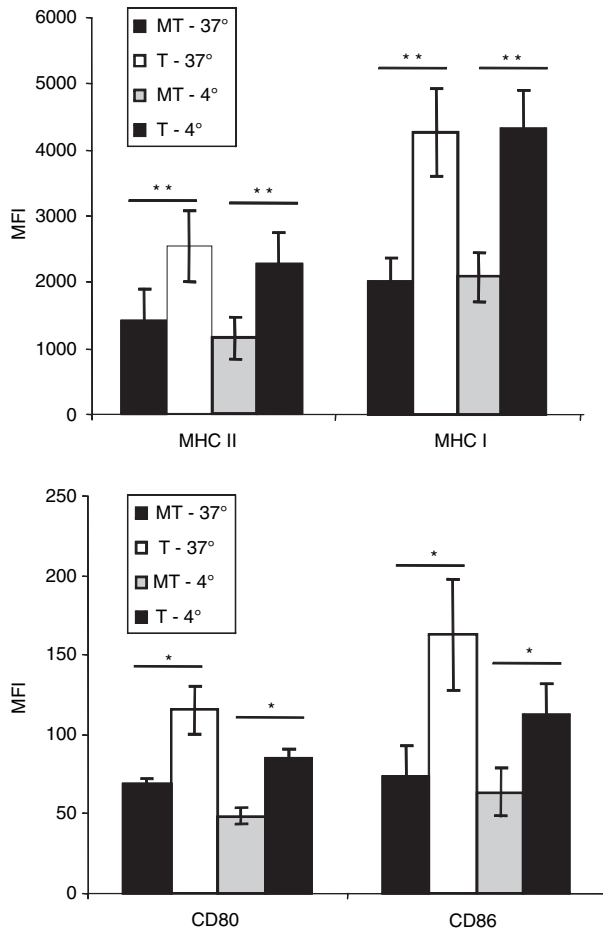 6000
5000
4000
3000
2000
1000
0
MFI
MT - 37°
T - 37°
MT - 4°
T - 4°
* *
* *
* *
* *
MHC II
MHC I
250
200
150
100
50
0
MFI
MT - 37°
T - 37°
MT - 4°
T - 4°
*
*
*
*
CD80
CD86